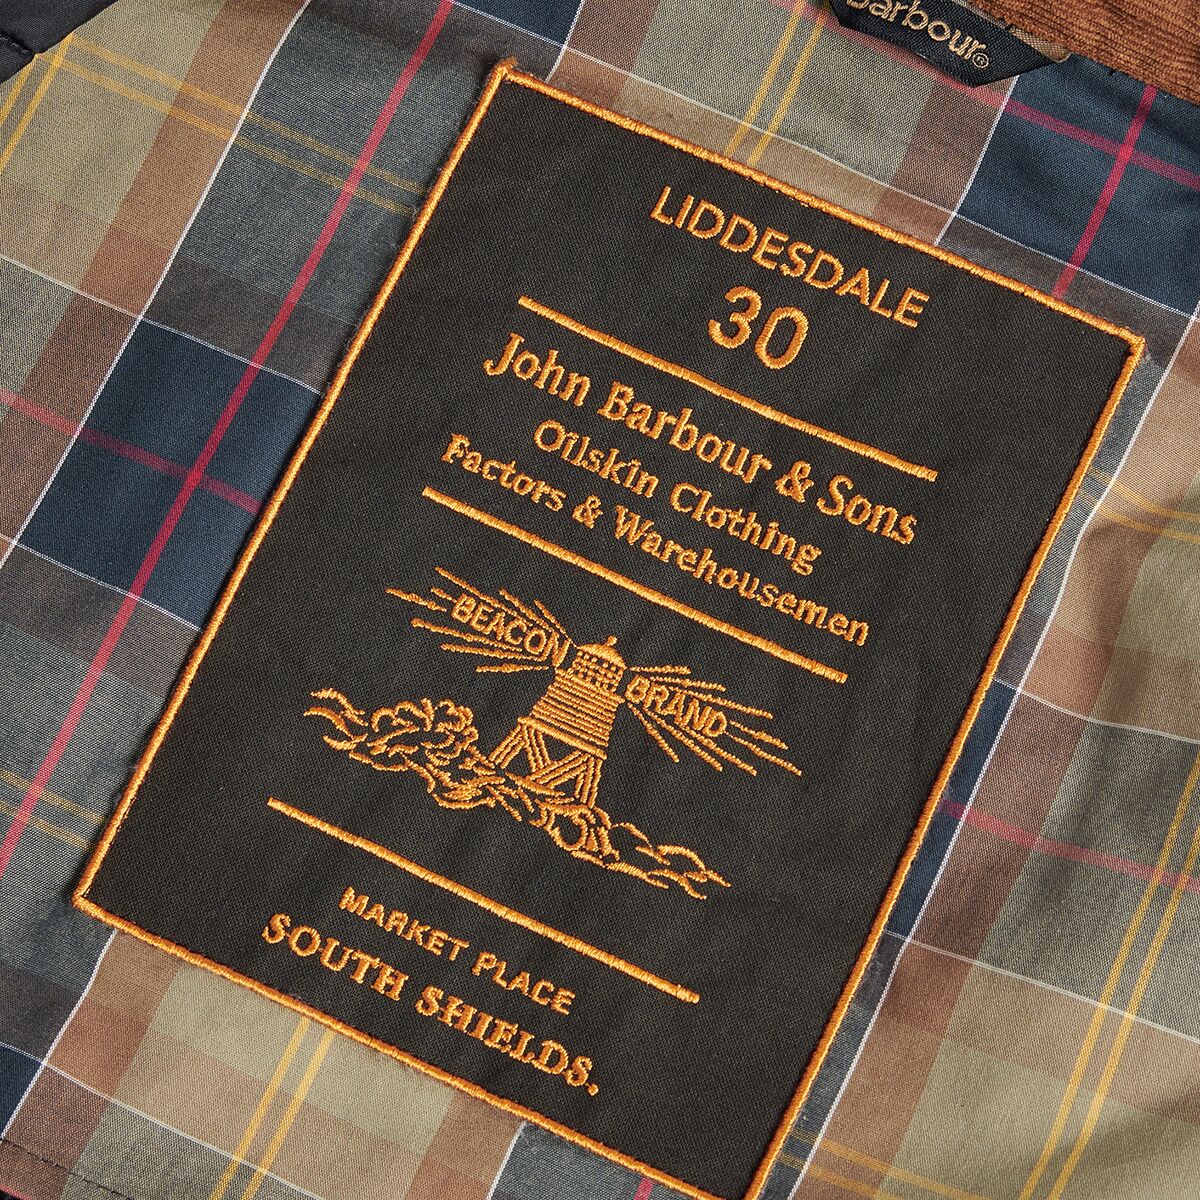 Barbour®
LIDDESDALE
30
John Barbour & Sons
Oilskin Clothing
Factors & Warehousemen
BEACON BRAND
MARKET PLACE
SOUTH SHIELDS.